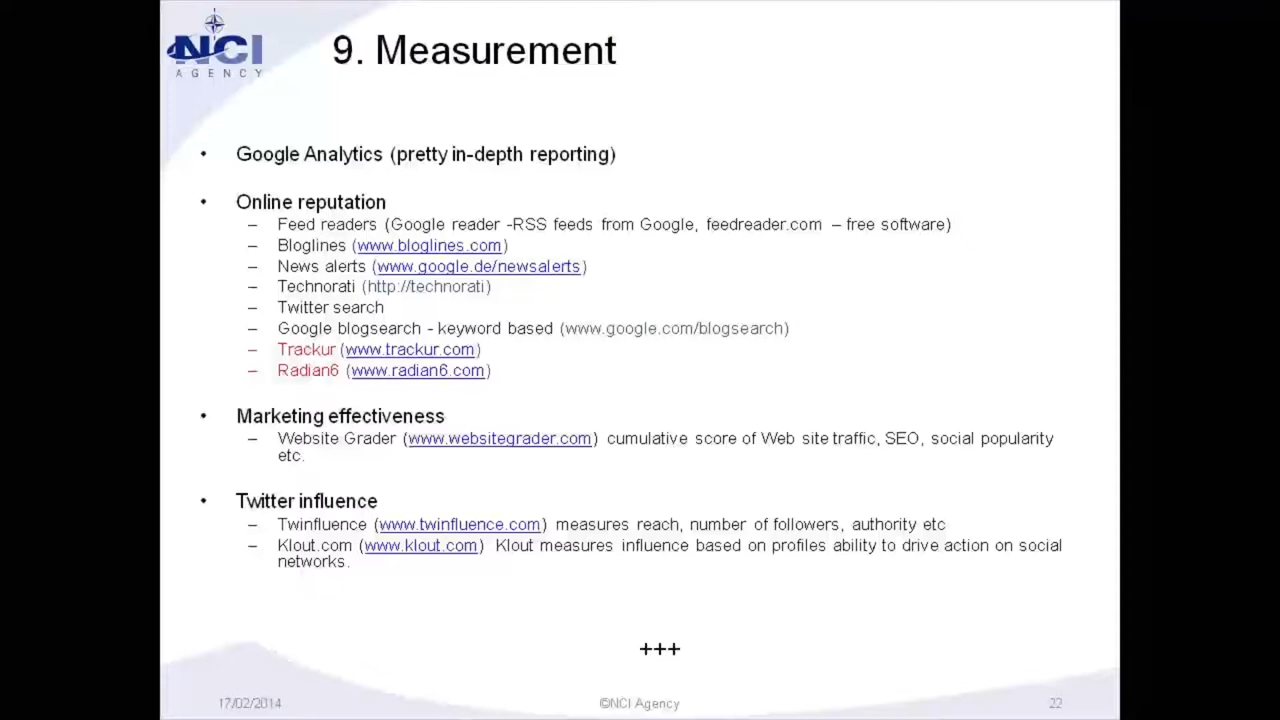 NCI
AGENCY
9. Measurement
• Google Analytics (pretty in-depth reporting)
• Online reputation
– Feed readers (Google reader -RSS feeds from Google, feedreader.com – free software)
– Bloglines (www.bloglines.com)
– News alerts (www.google.de/newsalerts)
– Technorati (http://technorati)
– Twitter search
– Google blogsearch - keyword based (www.google.com/blogsearch)
– Trackur (www.trackur.com)
– Radian6 (www.radian6.com)
• Marketing effectiveness
– Website Grader (www.websitegrader.com) cumulative score of Web site traffic, SEO, social popularity
etc.
• Twitter influence
– Twinfluence (www.twinfluence.com) measures reach, number of followers, authority etc
– Klout.com (www.klout.com) Klout measures influence based on profiles ability to drive action on social
networks.
+++
17/02/2014 ©NCI Agency 22